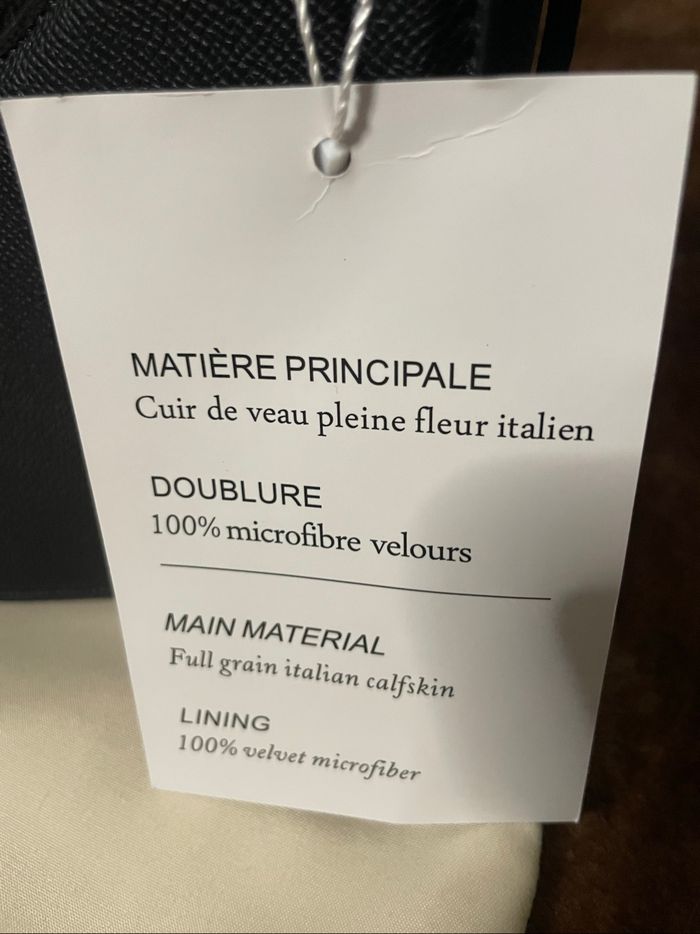 MATIÈRE PRINCIPALE
Cuir de veau pleine fleur italien
DOUBLURE
100% microfibre velours
MAIN MATERIAL
Full grain italian calfskin
LINING
100% velvet microfiber